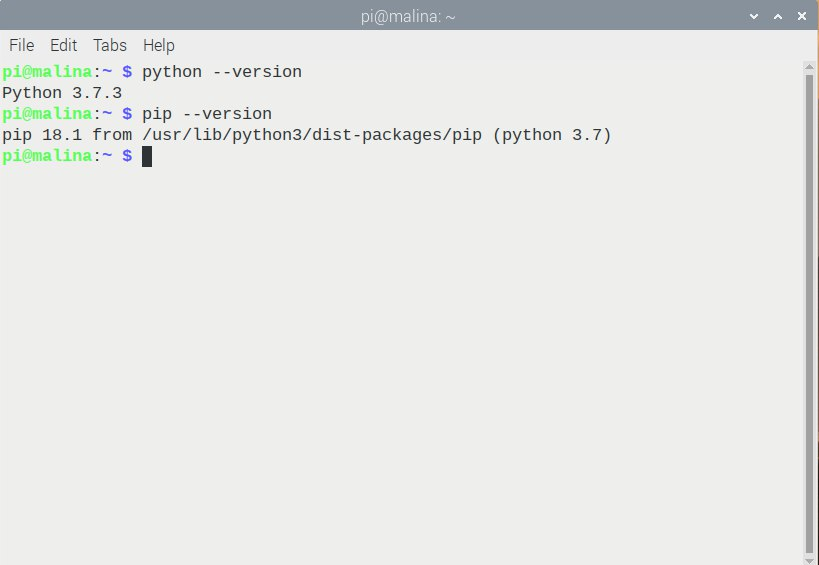 pi@malina: ~
File Edit Tabs Help
pi@malina:~ $ python --version
Python 3.7.3
pi@malina:~ $ pip --version
pip 18.1 from /usr/lib/python3/dist-packages/pip (python 3.7)
pi@malina:~ $